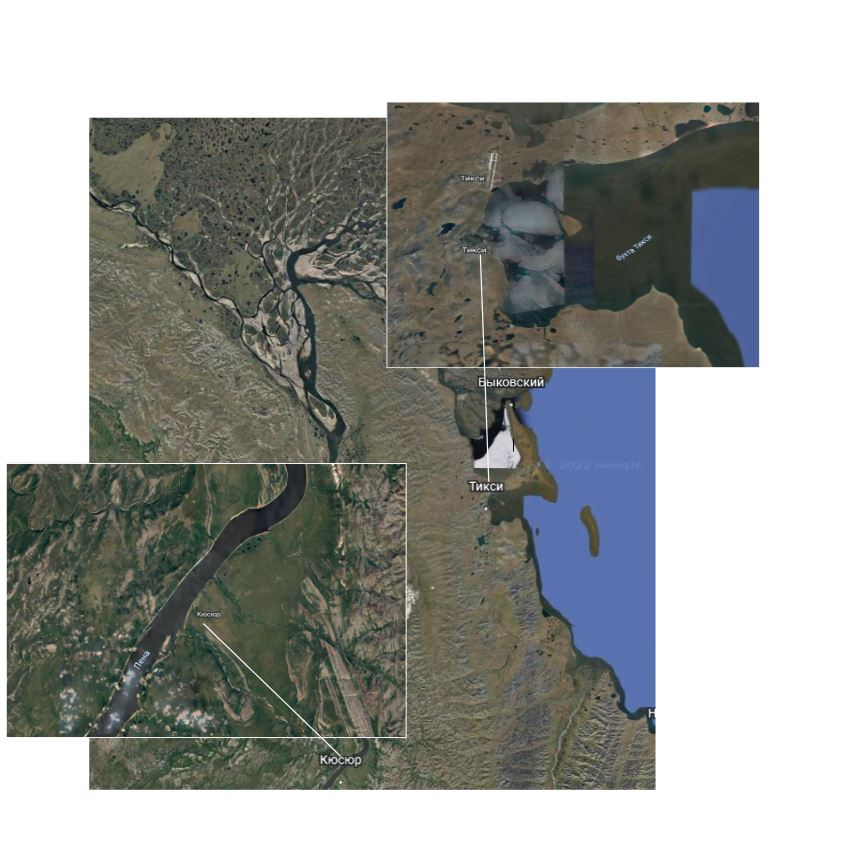 Тикси
Тикси
бухта Тикси
Быковский
© 2022 Google
Тикси
Кюсюр
Лена
Н
Кюсюр